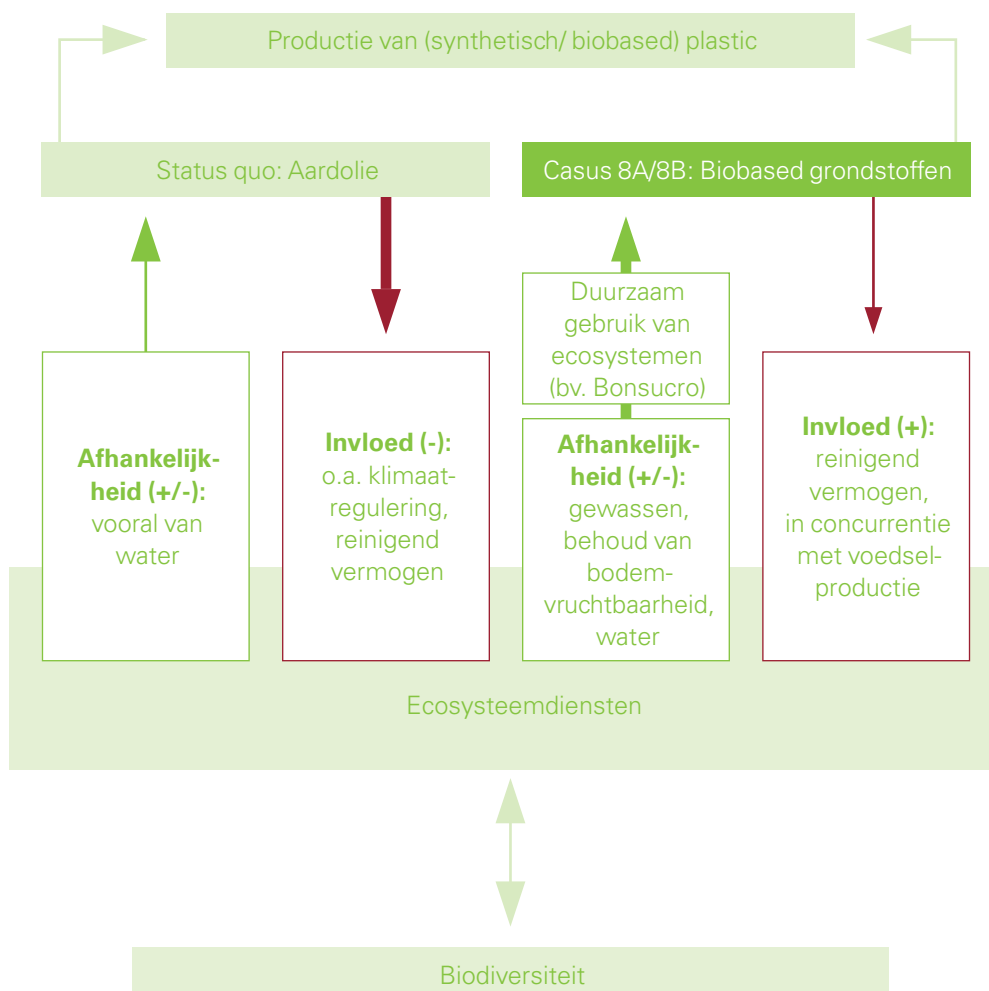 Productie van (synthetisch/ biobased) plastic
Status quo: Aardolie
Casus 8A/8B: Biobased grondstoffen
Duurzaam
gebruik van
ecosystemen
(bv. Bonsucro)
Afhankelijk-
heid (+/-):
vooral van
water
Invloed (-):
o.a. klimaat-
regulering,
reinigend
vermogen
Afhankelijk-
heid (+/-):
gewassen,
behoud van
bodem-
vruchtbaarheid,
water
Invloed (+):
reinigend
vermogen,
in concurrentie
met voedsel-
productie
Ecosysteemdiensten
Biodiversiteit